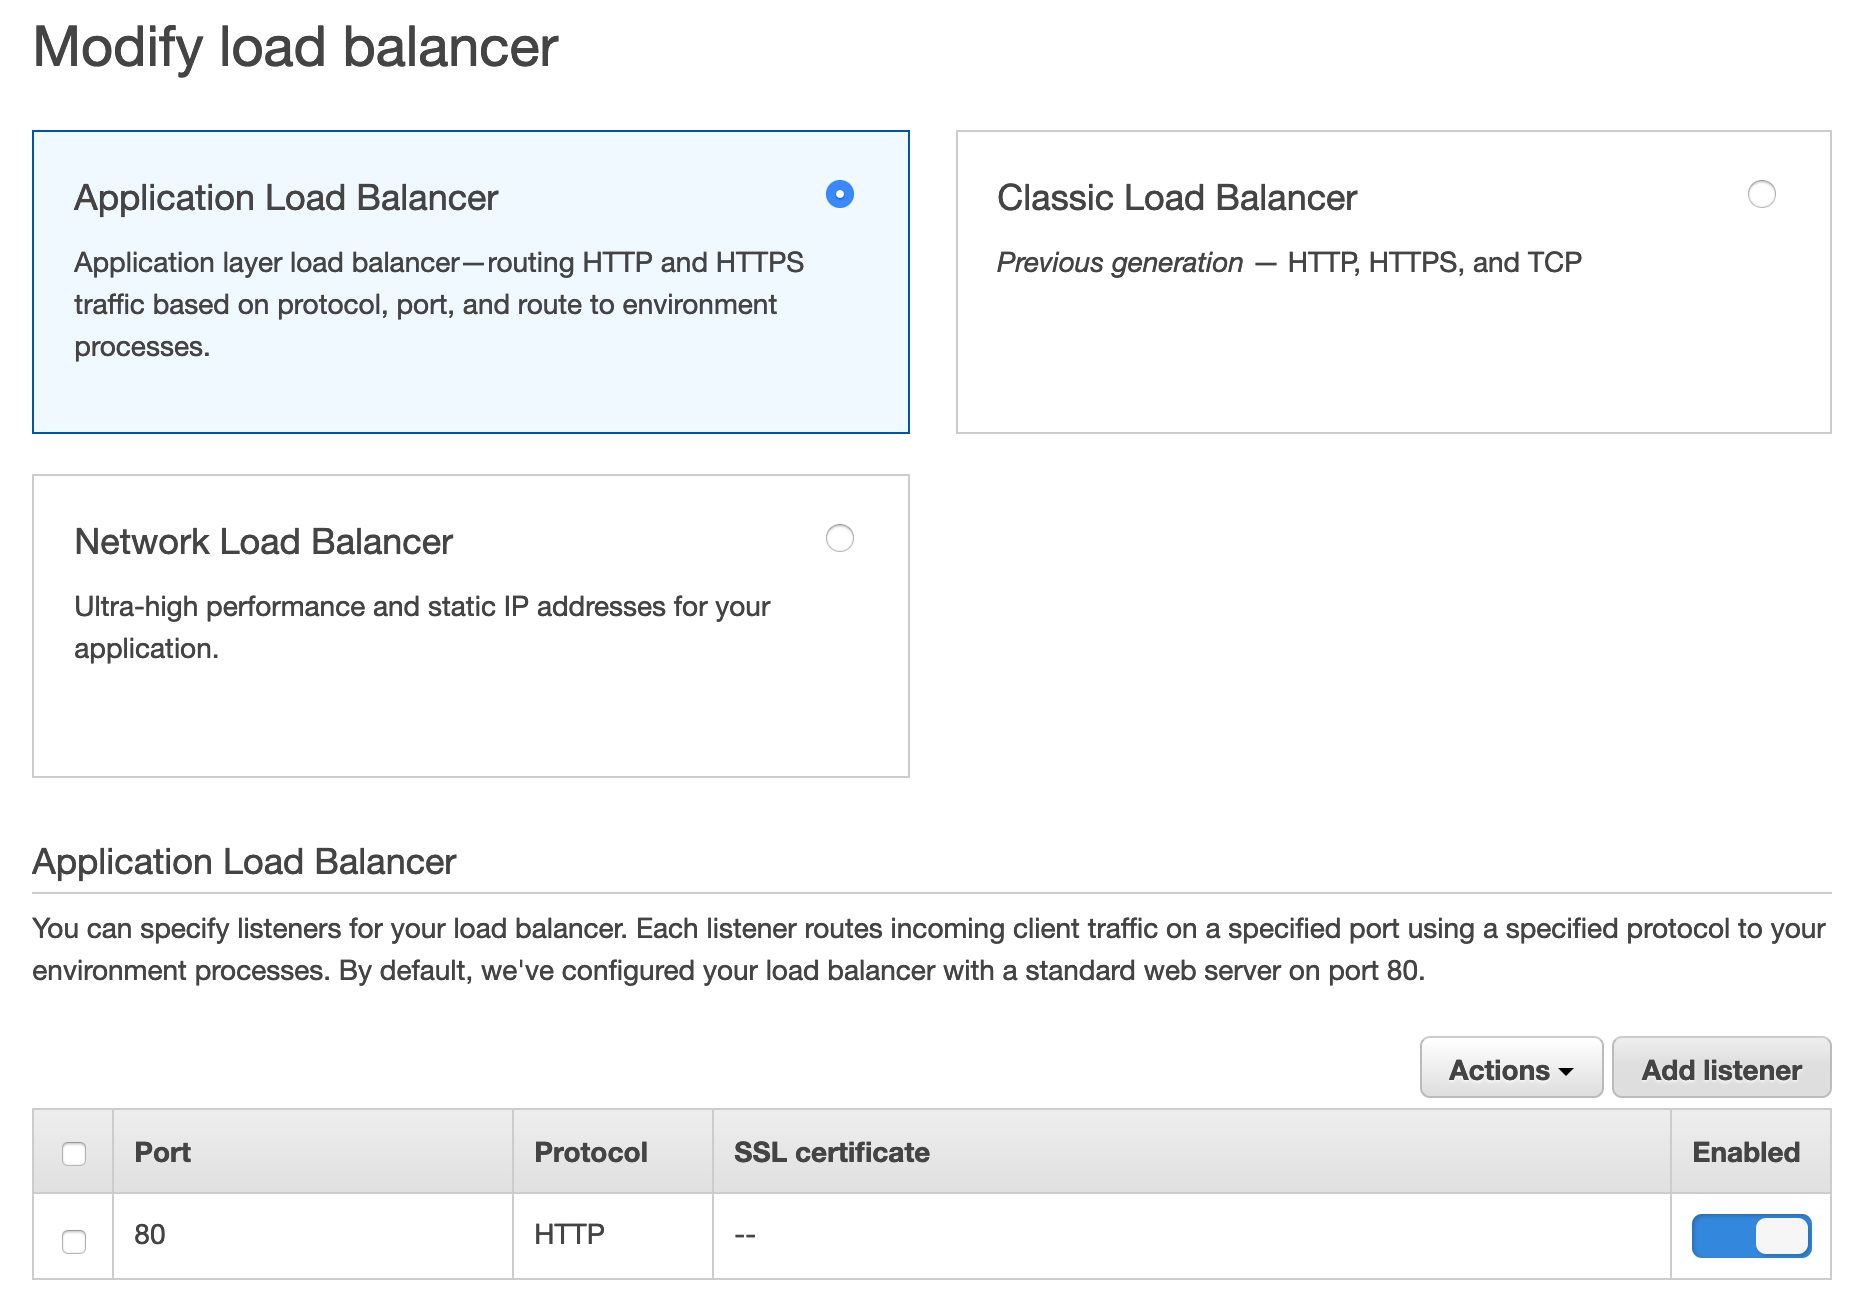 Modify load balancer
Application Load Balancer
Application layer load balancer—routing HTTP and HTTPS
traffic based on protocol, port, and route to environment
processes.
Classic Load Balancer
Previous generation — HTTP, HTTPS, and TCP
Network Load Balancer
Ultra-high performance and static IP addresses for your
application.
Application Load Balancer
You can specify listeners for your load balancer. Each listener routes incoming client traffic on a specified port using a specified protocol to your
environment processes. By default, we've configured your load balancer with a standard web server on port 80.
Actions Add listener
Port Protocol SSL certificate Enabled
80 HTTP --